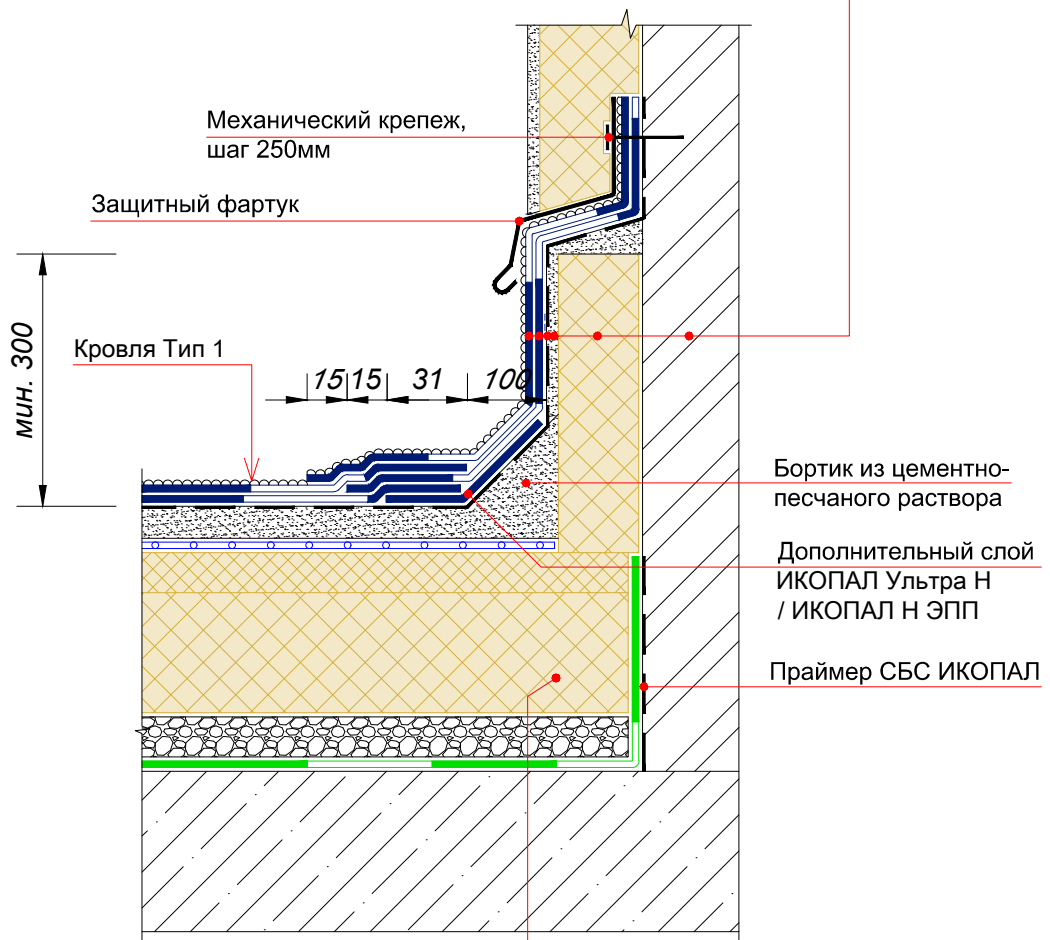 Механический крепеж,
шаг 250мм
Защитный фартук
мин. 300
Кровля Тип 1
15 15 31 100
Бортик из цементно-
песчаного раствора
Дополнительный слой
ИКОПАЛ Ультра Н
/ ИКОПАЛ Н ЭПП
Праймер СБС ИКОПАЛ